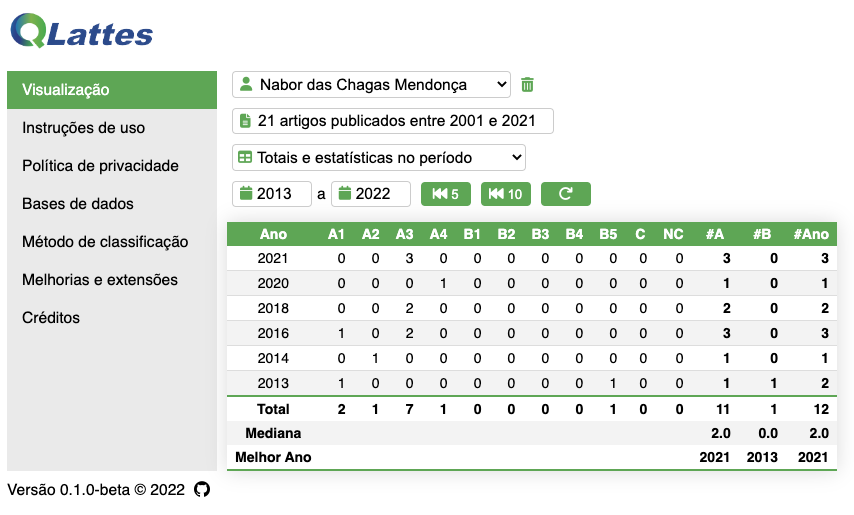 QLattes
Visualização
Instruções de uso
Política de privacidade
Bases de dados
Método de classificação
Melhorias e extensões
Créditos
Nabor das Chagas Mendonça
21 artigos publicados entre 2001 e 2021
Totais e estatísticas no período
2013 a 2022 5 10
Ano A1 A2 A3 A4 B1 B2 B3 B4 B5 C NC #A #B #Ano
2021 0 0 3 0 0 0 0 0 0 0 0 3 0 3
2020 0 0 0 1 0 0 0 0 0 0 0 1 0 1
2018 0 0 2 0 0 0 0 0 0 0 0 2 0 2
2016 1 0 2 0 0 0 0 0 0 0 0 3 0 3
2014 0 1 0 0 0 0 0 0 0 0 0 1 0 1
2013 1 0 0 0 0 0 0 0 1 0 0 1 1 2
Total 2 1 7 1 0 0 0 0 1 0 0 11 1 12
Mediana 2.0 0.0 2.0
Melhor Ano 2021 2013 2021
Versão 0.1.0-beta © 2022